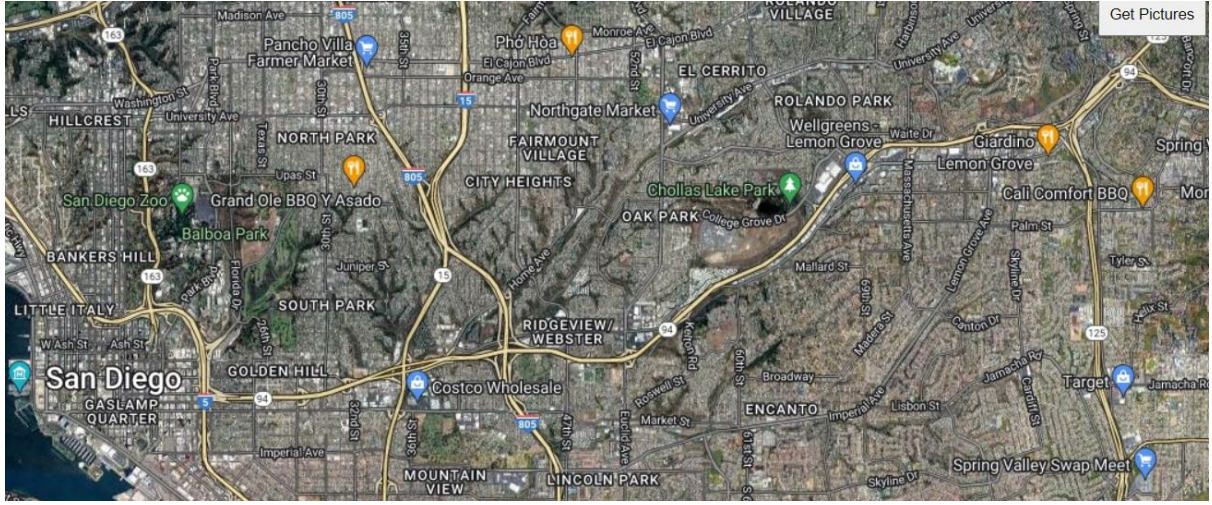 Get Pictures
Madison Ave
805
35th St
163
Pancho Villa
Farmer Market
Phở Hòa
Monroe Ave
El Cajon Blvd
El Cajon Blvd
Orange Ave
52nd St
ROLANDO
VILLAGE
University Ave
Spring St
125
94
EL CERRITO
Park Blvd
30th St
Washington St
University Ave
HILLCREST
Texas St
15
Northgate Market
University Ave
ROLANDO PARK
Wellgreens -
Lemon Grove
Waite Dr
Giardino
Lemon Grove
NORTH PARK
FAIRMOUNT
VILLAGE
163
Upas St
805
CITY HEIGHTS
Chollas Lake Park
Massachusetts Ave
Cali Comfort BBQ
San Diego Zoo
Grand Ole BBQ Y Asado
Balboa Park
30th St
OAK PARK
College Grove Dr
Palm St
Lemon Grove Ave
BANKERS HILL
163
Park Blvd
Florida Dr
Juniper St
15
Home Ave
Mallard St
69th St
Skyline Dr
Tyler St
LITTLE ITALY
SOUTH PARK
26th St
RIDGEVIEW/
WEBSTER
94
Kelton Rd
Madera St
Canton Dr
125
Helix St
W Ash St
Ash St
San Diego
GOLDEN HILL
Costco Wholesale
Roswell St
60th St
Broadway
Jamacha Rd
Target
Jamacha Rd
GASLAMP
QUARTER
5
94
32nd St
36th St
805
47th St
Euclid Ave
Market St
ENCANTO
Imperial Ave
Lisbon St
Cardiff St
61st St
Imperial Ave
MOUNTAIN
VIEW
LINCOLN PARK
Skyline Dr
Spring Valley Swap Meet